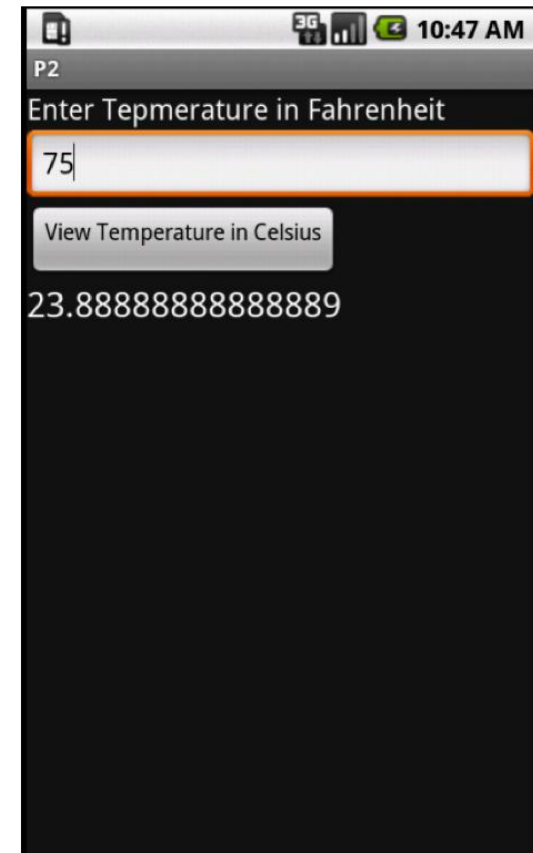 3G 10:47 AM
P2
Enter Tepmerature in Fahrenheit
75
View Temperature in Celsius
23.88888888888889